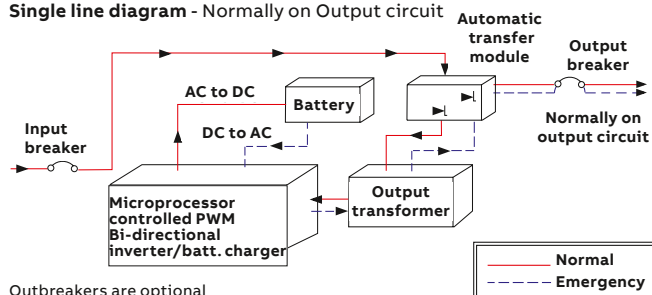 Single line diagram - Normally on Output circuit
Automatic
transfer
module
Output
breaker
AC to DC
Battery
Input
breaker
DC to AC
Normally on
output circuit
Microprocessor
controlled PWM
Bi-directional
inverter/batt. charger
Output
transformer
Normal
Emergency
Outbreakers are optional